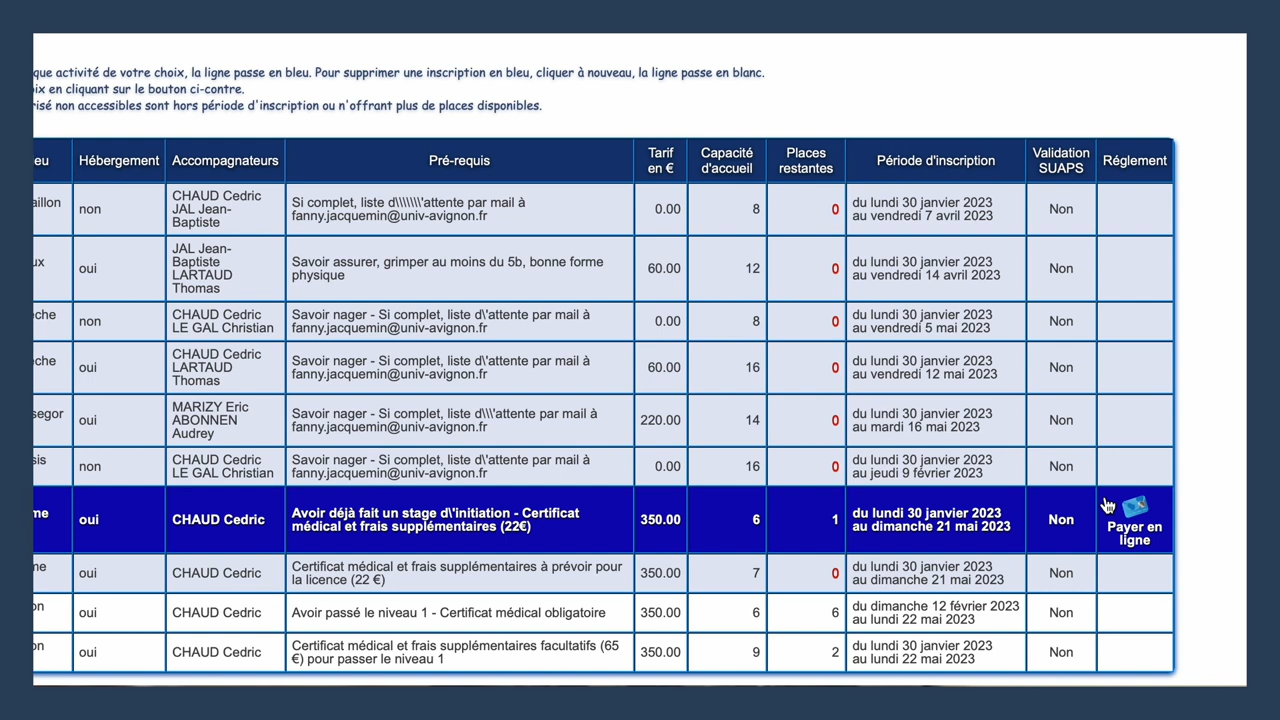 que activité de votre choix, la ligne passe en bleu. Pour supprimer une inscription en bleu, cliquer à nouveau, la ligne passe en blanc.
oix en cliquant sur le bouton ci-contre.
risé non accessibles sont hors période d'inscription ou n'offrant plus de places disponibles.
eu Hébergement Accompagnateurs Pré-requis Tarif en € Capacité d'accueil Places restantes Période d'inscription Validation SUAPS Réglement
aillon non CHAUD Cedric JAL Jean-Baptiste Si complet, liste d\\\\\\\'attente par mail à fanny.jacquemin@univ-avignon.fr 0.00 8 0 du lundi 30 janvier 2023 au vendredi 7 avril 2023 Non
ux oui JAL Jean-Baptiste LARTAUD Thomas Savoir assurer, grimper au moins du 5b, bonne forme physique 60.00 12 0 du lundi 30 janvier 2023 au vendredi 14 avril 2023 Non
èche non CHAUD Cedric LE GAL Christian Savoir nager - Si complet, liste d\'attente par mail à fanny.jacquemin@univ-avignon.fr 0.00 8 0 du lundi 30 janvier 2023 au vendredi 5 mai 2023 Non
èche oui CHAUD Cedric LARTAUD Thomas Savoir nager - Si complet, liste d\'attente par mail à fanny.jacquemin@univ-avignon.fr 60.00 16 0 du lundi 30 janvier 2023 au vendredi 12 mai 2023 Non
segor oui MARIZY Eric ABONNEN Audrey Savoir nager - Si complet, liste d\\\'attente par mail à fanny.jacquemin@univ-avignon.fr 220.00 14 0 du lundi 30 janvier 2023 au mardi 16 mai 2023 Non
sis non CHAUD Cedric LE GAL Christian Savoir nager - Si complet, liste d\'attente par mail à fanny.jacquemin@univ-avignon.fr 0.00 16 0 du lundi 30 janvier 2023 au jeudi 9 février 2023 Non
me oui CHAUD Cedric Avoir déjà fait un stage d\'initiation - Certificat médical et frais supplémentaires (22€) 350.00 6 1 du lundi 30 janvier 2023 au dimanche 21 mai 2023 Non Payer en ligne
me oui CHAUD Cedric Certificat médical et frais supplémentaires à prévoir pour la licence (22 €) 350.00 7 0 du lundi 30 janvier 2023 au dimanche 21 mai 2023 Non
on oui CHAUD Cedric Avoir passé le niveau 1 - Certificat médical obligatoire 350.00 6 6 du dimanche 12 février 2023 au lundi 22 mai 2023 Non
on oui CHAUD Cedric Certificat médical et frais supplémentaires facultatifs (65 €) pour passer le niveau 1 350.00 9 2 du lundi 30 janvier 2023 au lundi 22 mai 2023 Non